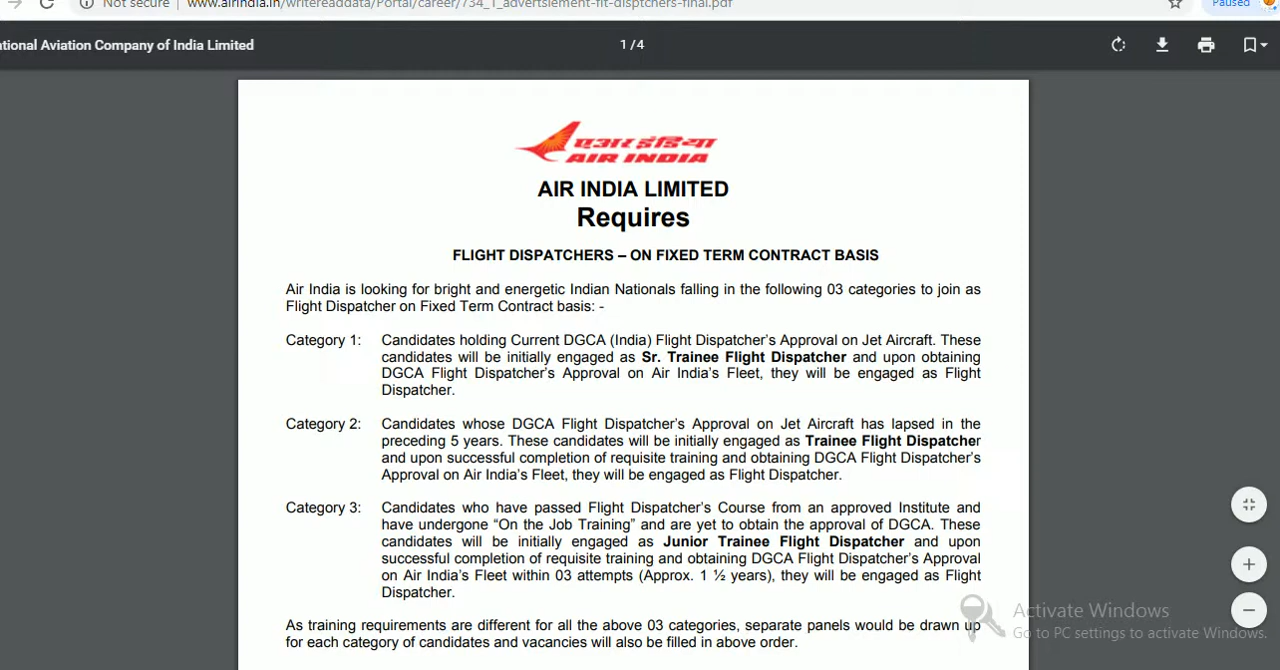 Not secure | www.airindia.in/writereaddata/Portal/career/734_1_advertsiement-flt-disptchers-final.pdf
Paused
ational Aviation Company of India Limited
1 / 4
एअर इंडिया
AIR INDIA
AIR INDIA LIMITED
Requires
FLIGHT DISPATCHERS – ON FIXED TERM CONTRACT BASIS
Air India is looking for bright and energetic Indian Nationals falling in the following 03 categories to join as
Flight Dispatcher on Fixed Term Contract basis: -
Category 1: Candidates holding Current DGCA (India) Flight Dispatcher's Approval on Jet Aircraft. These
candidates will be initially engaged as Sr. Trainee Flight Dispatcher and upon obtaining
DGCA Flight Dispatcher's Approval on Air India's Fleet, they will be engaged as Flight
Dispatcher.
Category 2: Candidates whose DGCA Flight Dispatcher's Approval on Jet Aircraft has lapsed in the
preceding 5 years. These candidates will be initially engaged as Trainee Flight Dispatcher
and upon successful completion of requisite training and obtaining DGCA Flight Dispatcher's
Approval on Air India's Fleet, they will be engaged as Flight Dispatcher.
Category 3: Candidates who have passed Flight Dispatcher's Course from an approved Institute and
have undergone "On the Job Training" and are yet to obtain the approval of DGCA. These
candidates will be initially engaged as Junior Trainee Flight Dispatcher and upon
successful completion of requisite training and obtaining DGCA Flight Dispatcher's Approval
on Air India's Fleet within 03 attempts (Approx. 1 ½ years), they will be engaged as Flight
Dispatcher.
As training requirements are different for all the above 03 categories, separate panels would be drawn up
for each category of candidates and vacancies will also be filled in above order.
Activate Windows
Go to PC settings to activate Windows.